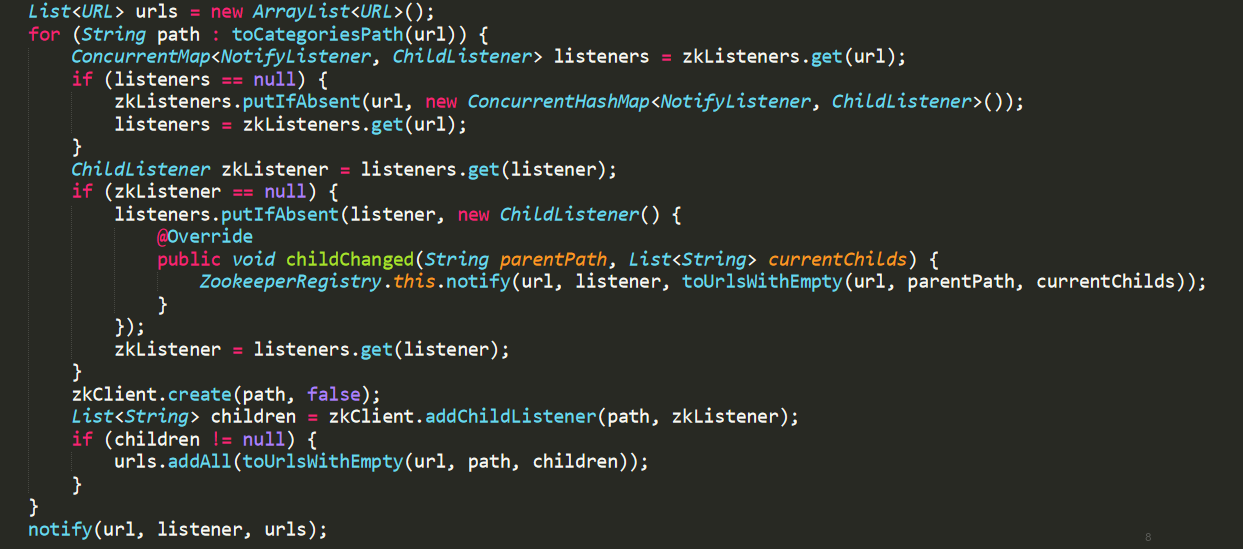 List<URL> urls = new ArrayList<URL>();
for (String path : toCategoriesPath(url)) {
    ConcurrentMap<NotifyListener, ChildListener> listeners = zkListeners.get(url);
    if (listeners == null) {
        zkListeners.putIfAbsent(url, new ConcurrentHashMap<NotifyListener, ChildListener>());
        listeners = zkListeners.get(url);
    }
    ChildListener zkListener = listeners.get(listener);
    if (zkListener == null) {
        listeners.putIfAbsent(listener, new ChildListener() {
            @Override
            public void childChanged(String parentPath, List<String> currentChilds) {
                ZookeeperRegistry.this.notify(url, listener, toUrlsWithEmpty(url, parentPath, currentChilds));
            }
        });
        zkListener = listeners.get(listener);
    }
    zkClient.create(path, false);
    List<String> children = zkClient.addChildListener(path, zkListener);
    if (children != null) {
        urls.addAll(toUrlsWithEmpty(url, path, children));
    }
}
notify(url, listener, urls);
8